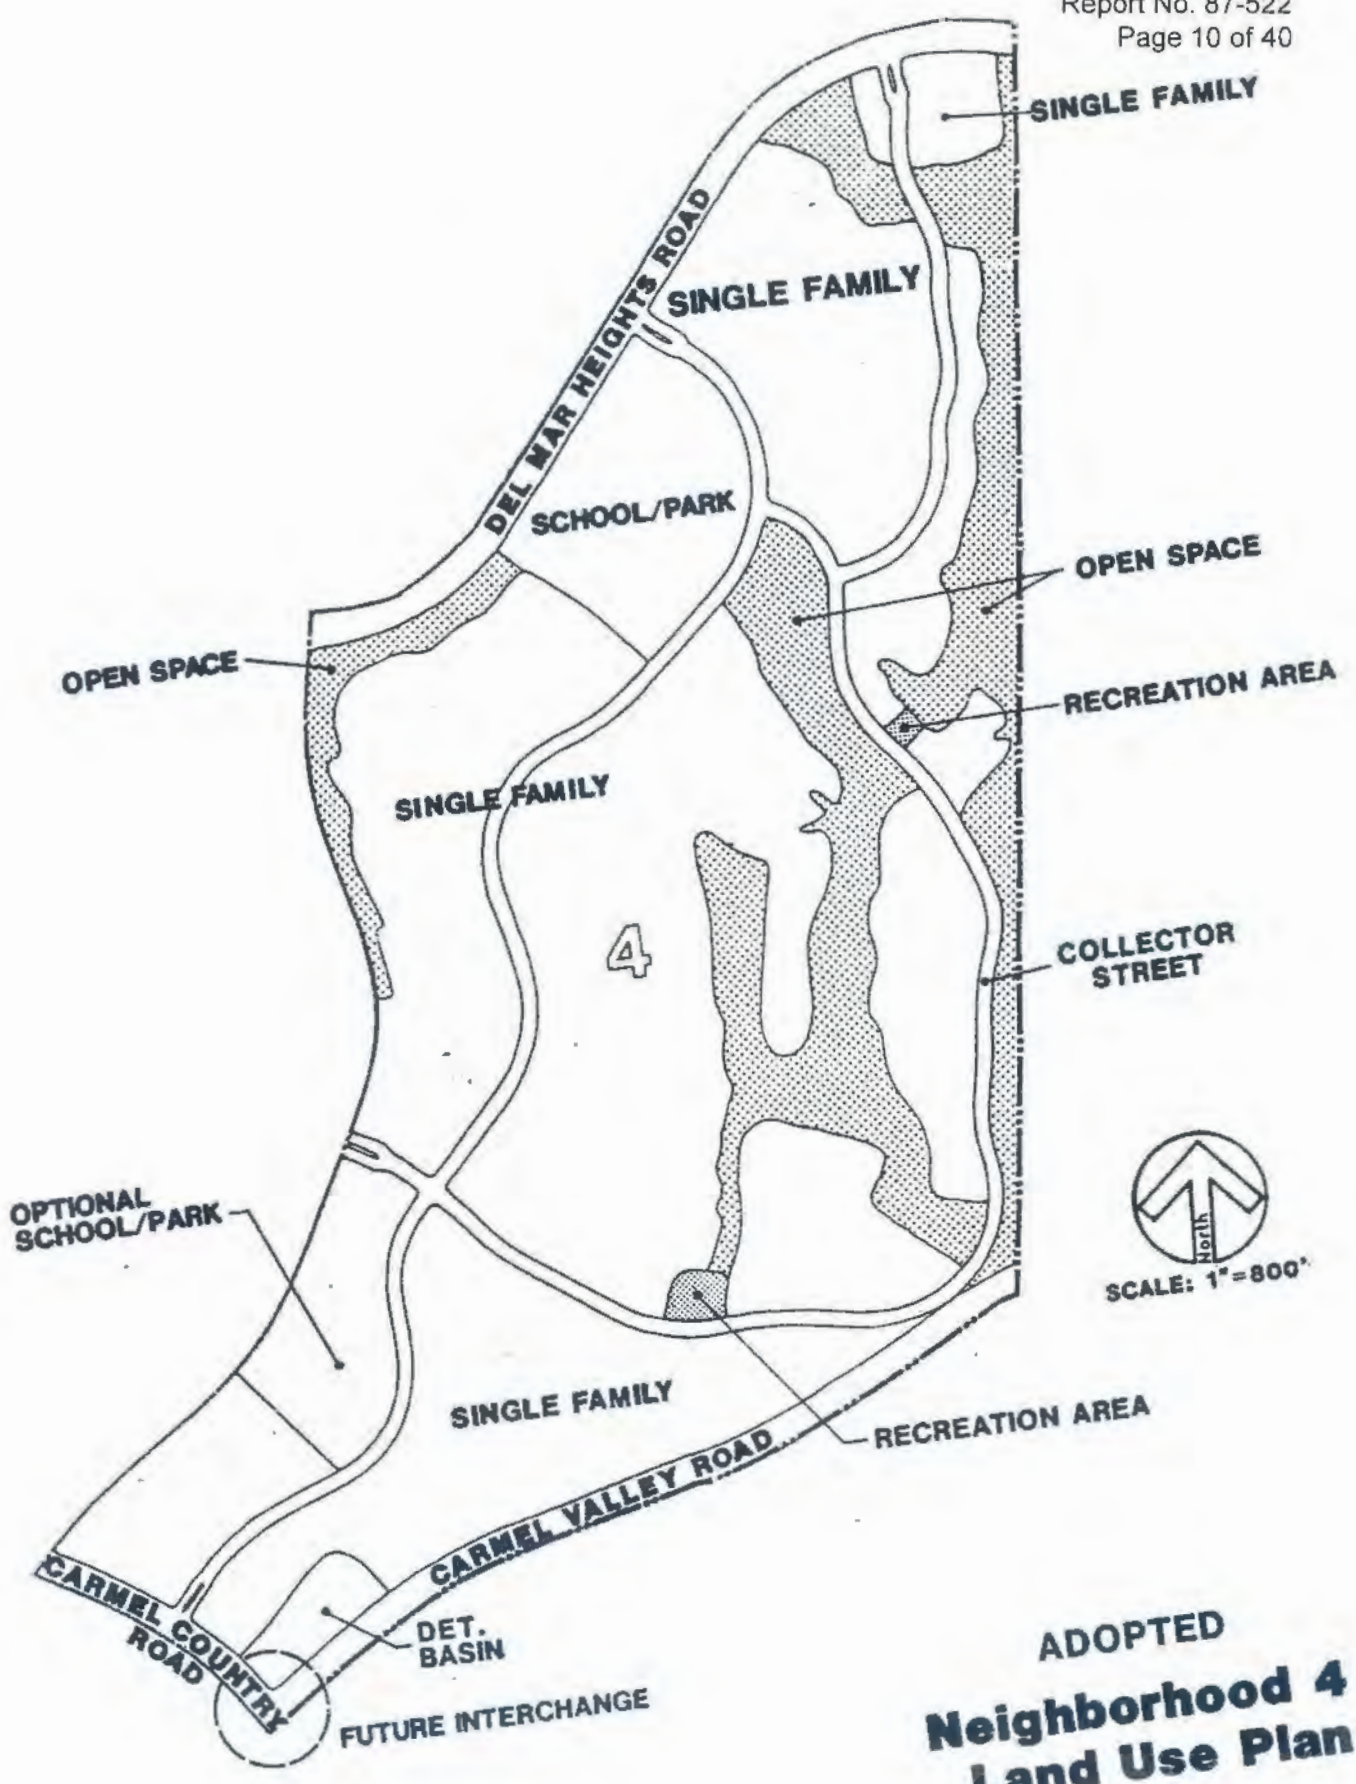 Report No. 87-522
Page 10 of 40
SINGLE FAMILY
DEL MAR HEIGHTS ROAD
SINGLE FAMILY
SCHOOL/PARK
OPEN SPACE
OPEN SPACE
RECREATION AREA
SINGLE FAMILY
4
COLLECTOR
STREET
OPTIONAL
SCHOOL/PARK
North
SCALE: 1"=800'
SINGLE FAMILY
RECREATION AREA
CARMEL VALLEY ROAD
CARMEL COUNTRY
ROAD
DET.
BASIN
FUTURE INTERCHANGE
ADOPTED
Neighborhood 4
Land Use Plan